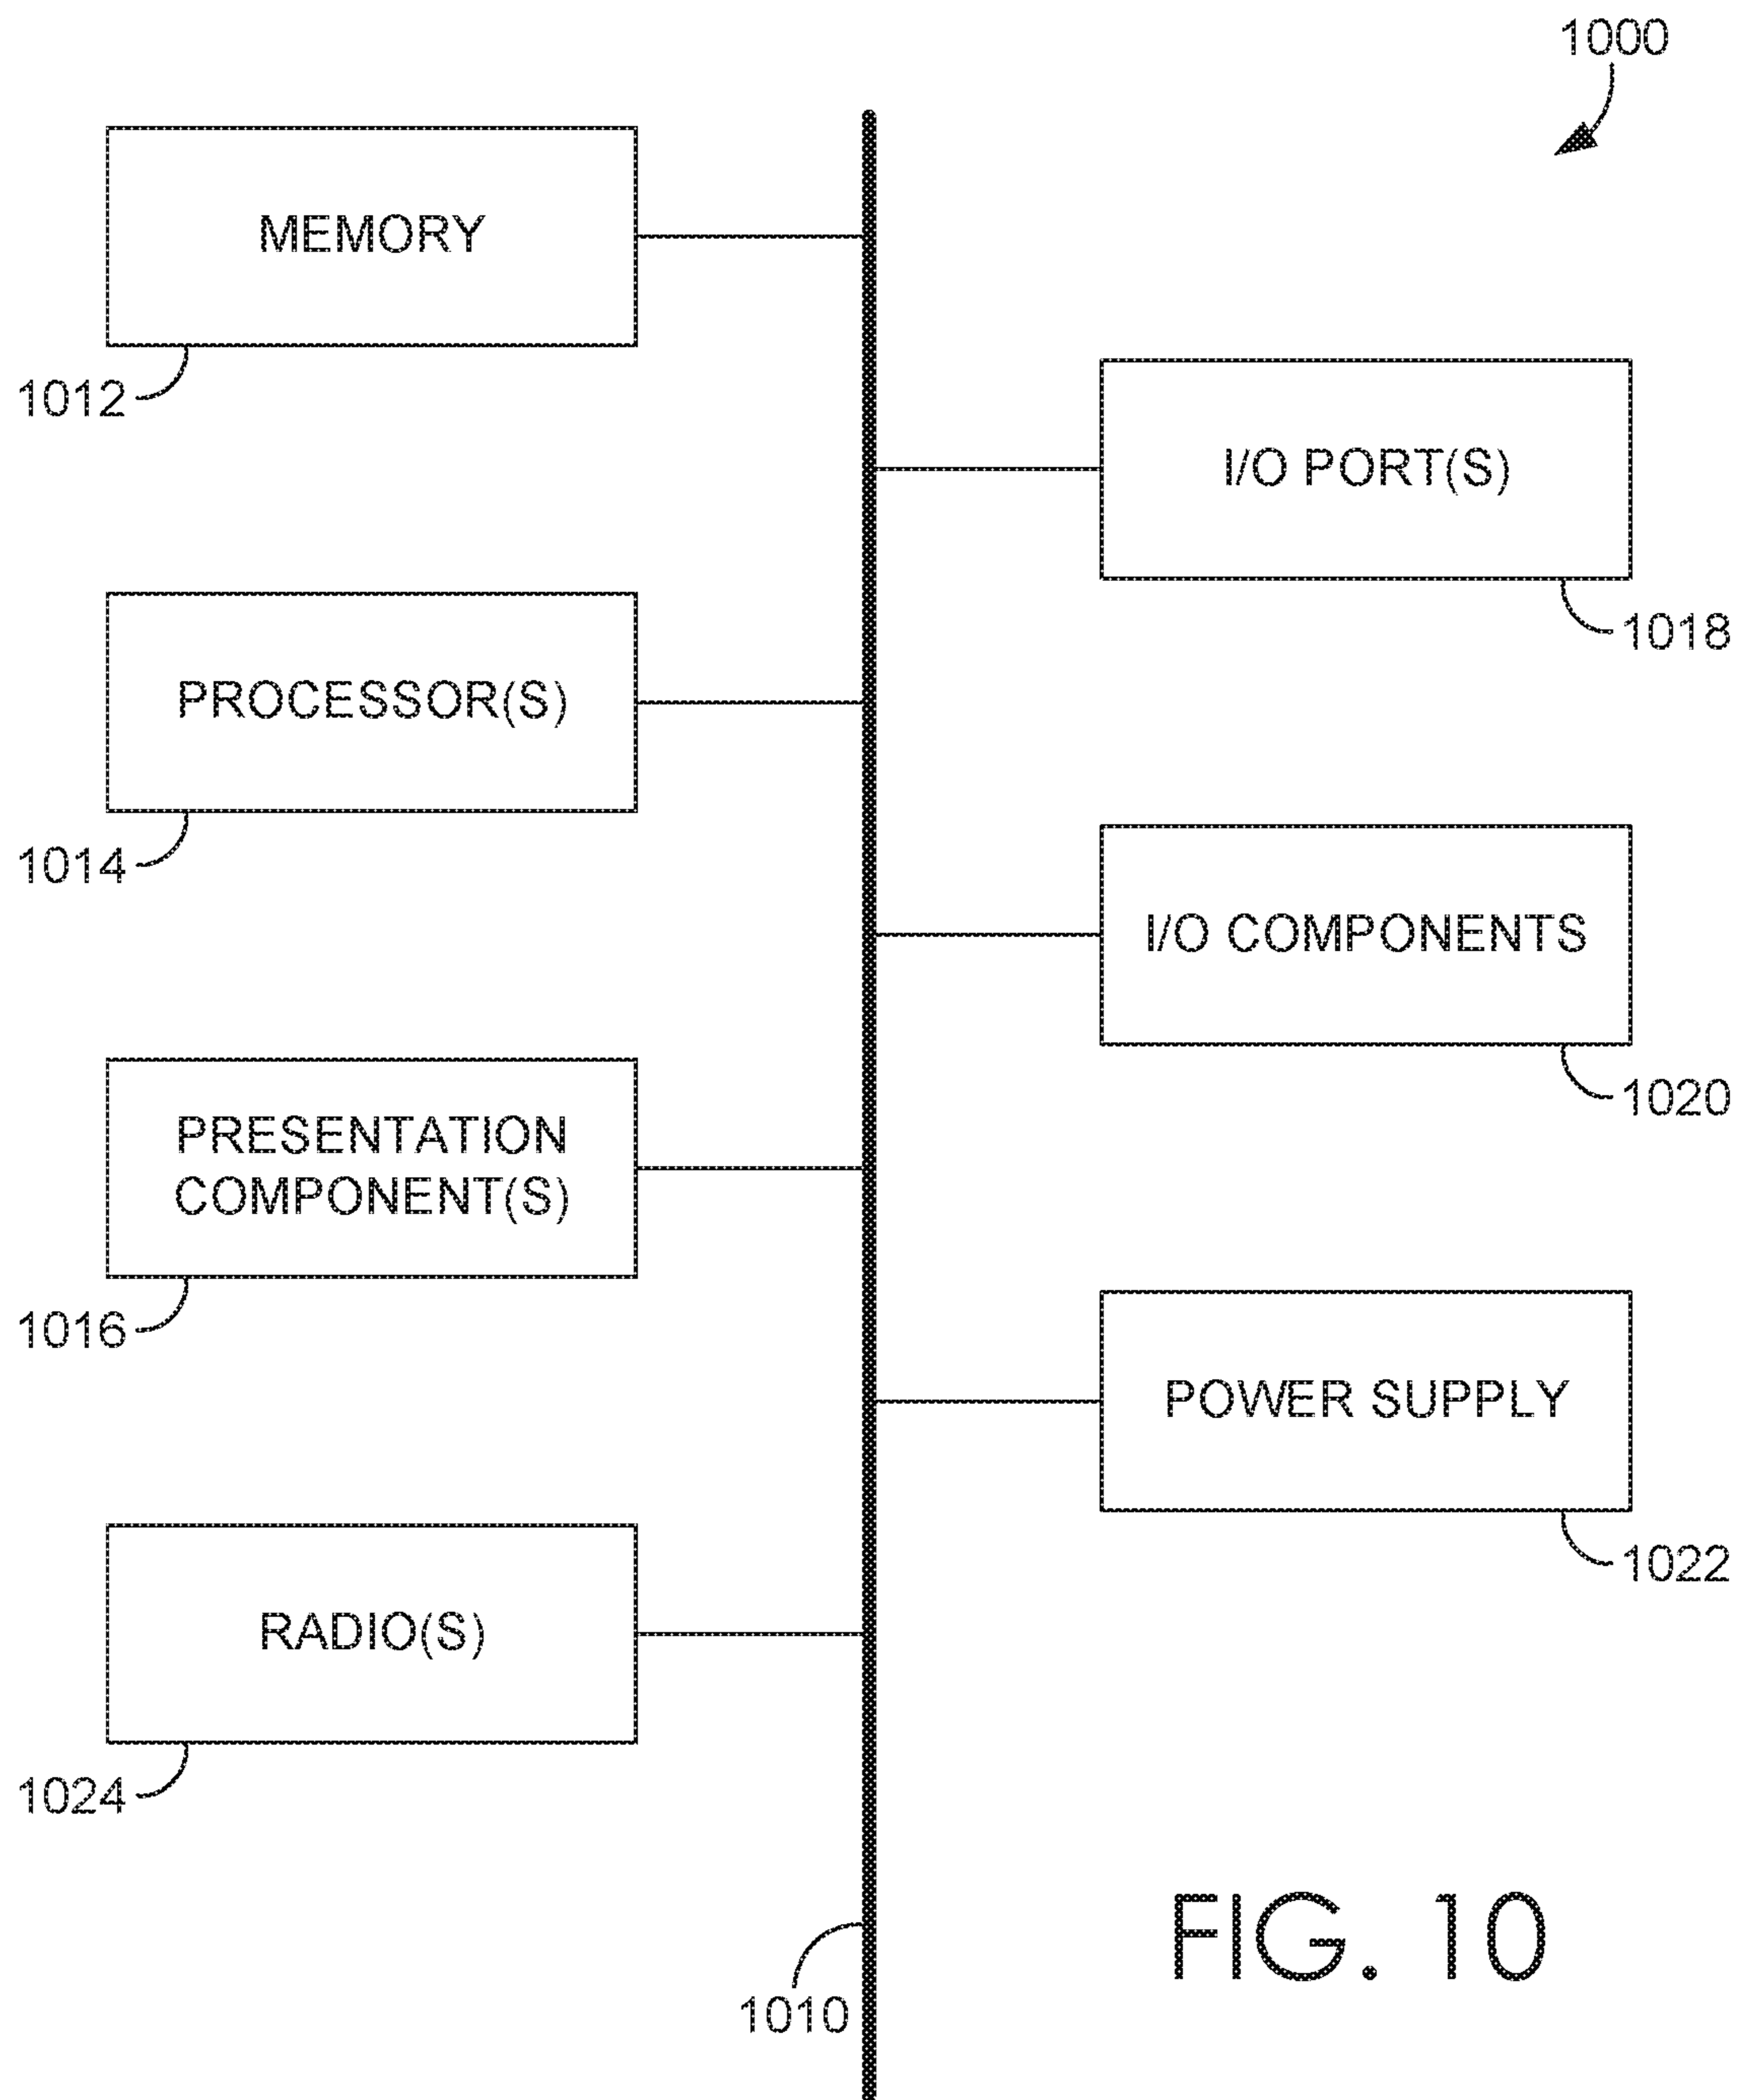 1000
MEMORY
1012
I/O PORT(S)
1018
PROCESSOR(S)
1014
I/O COMPONENTS
1020
PRESENTATION
COMPONENT(S)
1016
POWER SUPPLY
1022
RADIO(S)
1024
1010
FIG. 10